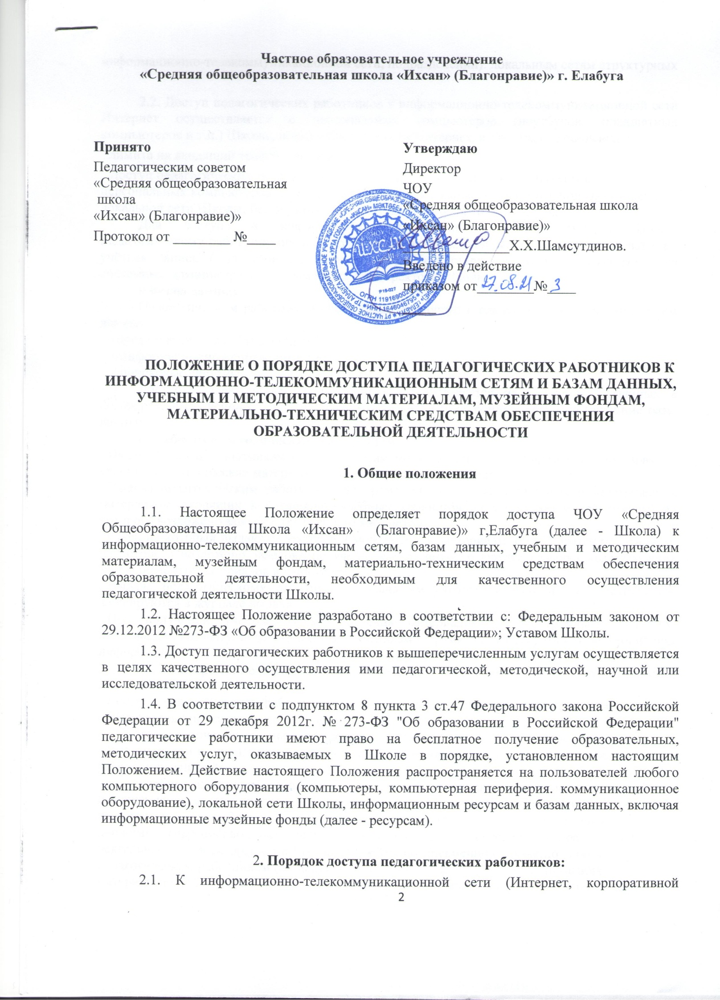 Частное образовательное учреждение
«Средняя общеобразовательная школа «Ихсан» (Благонравие)» г. Елабуга
Принято
Педагогическим советом
«Средняя общеобразовательная
школа
«Ихсан» (Благонравие)»
Протокол от ________ №____
Утверждаю
Директор
ЧОУ
«Средняя общеобразовательная школа
«Ихсан» (Благонравие)»
_______________Х.Х.Шамсутдинов.
Введено в действие
приказом от 27.08.21 № 3
ИХСАН
Р16-027
ИНН 1646046795
ПОЛОЖЕНИЕ О ПОРЯДКЕ ДОСТУПА ПЕДАГОГИЧЕСКИХ РАБОТНИКОВ К
ИНФОРМАЦИОННО-ТЕЛЕКОММУНИКАЦИОННЫМ СЕТЯМ И БАЗАМ ДАННЫХ,
УЧЕБНЫМ И МЕТОДИЧЕСКИМ МАТЕРИАЛАМ, МУЗЕЙНЫМ ФОНДАМ,
МАТЕРИАЛЬНО-ТЕХНИЧЕСКИМ СРЕДСТВАМ ОБЕСПЕЧЕНИЯ
ОБРАЗОВАТЕЛЬНОЙ ДЕЯТЕЛЬНОСТИ
1. Общие положения
1.1. Настоящее Положение определяет порядок доступа ЧОУ «Средняя
Общеобразовательная Школа «Ихсан» (Благонравие)» г,Елабуга (далее - Школа) к
информационно-телекоммуникационным сетям, базам данных, учебным и методическим
материалам, музейным фондам, материально-техническим средствам обеспечения
образовательной деятельности, необходимым для качественного осуществления
педагогической деятельности Школы.
1.2. Настоящее Положение разработано в соответствии с: Федеральным законом от
29.12.2012 №273-ФЗ «Об образовании в Российской Федерации»; Уставом Школы.
1.3. Доступ педагогических работников к вышеперечисленным услугам осуществляется
в целях качественного осуществления ими педагогической, методической, научной или
исследовательской деятельности.
1.4. В соответствии с подпунктом 8 пункта 3 ст.47 Федерального закона Российской
Федерации от 29 декабря 2012г. № 273-ФЗ "Об образовании в Российской Федерации"
педагогические работники имеют право на бесплатное получение образовательных,
методических услуг, оказываемых в Школе в порядке, установленном настоящим
Положением. Действие настоящего Положения распространяется на пользователей любого
компьютерного оборудования (компьютеры, компьютерная периферия. коммуникационное
оборудование), локальной сети Школы, информационным ресурсам и базам данных, включая
информационные музейные фонды (далее - ресурсам).
2. Порядок доступа педагогических работников:
2.1. К информационно-телекоммуникационной сети (Интернет, корпоративной
2